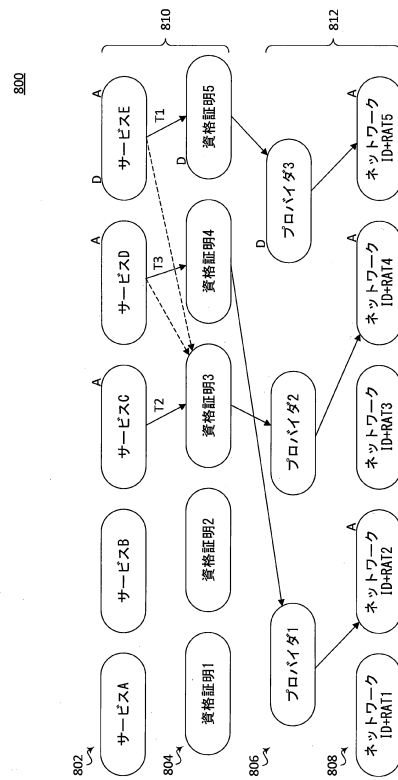 800
802
サービスA
サービスB
サービスC
A
サービスD
A
サービスE
D
A
810
T2
T3
T1
804
資格証明1
資格証明2
資格証明3
資格証明4
資格証明5
D
806
プロバイダ1
プロバイダ2
プロバイダ3
D
812
808
ネットワーク
ID+RAT1
ネットワーク
ID+RAT2
A
ネットワーク
ID+RAT3
ネットワーク
ID+RAT4
A
ネットワーク
ID+RAT5
A